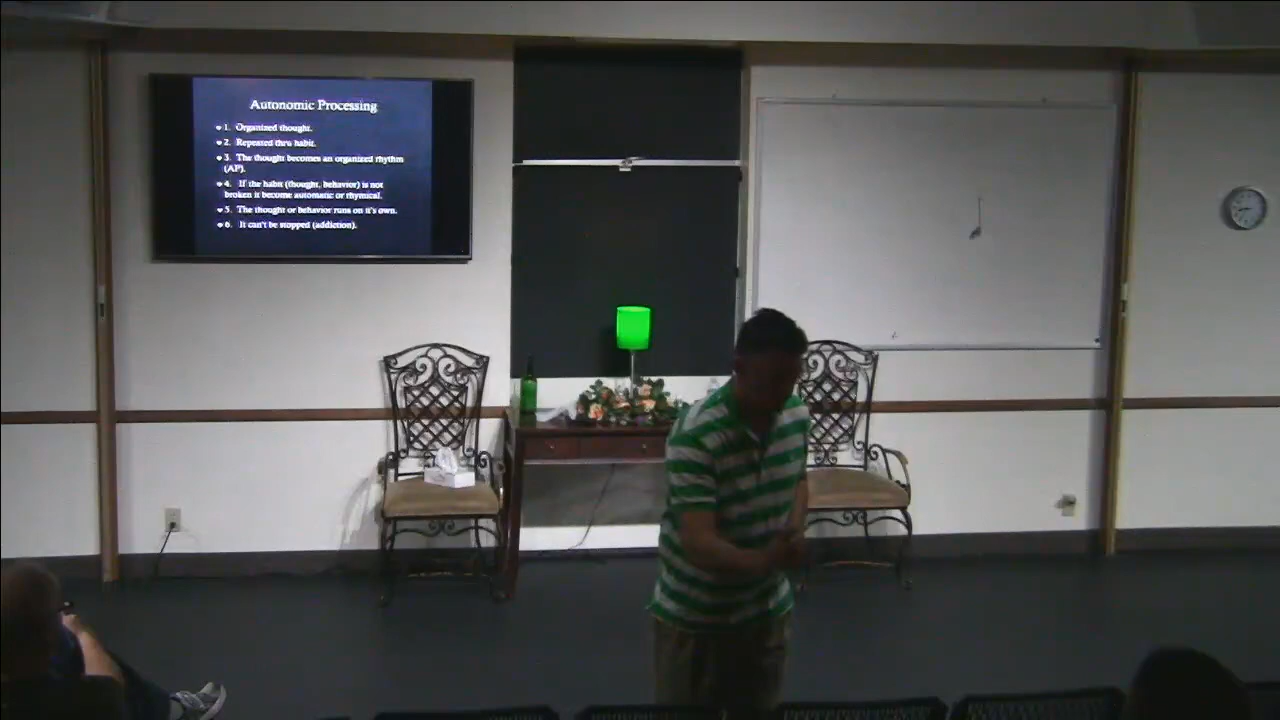 Autonomic Processing
1. Organized thought.
2. Repeated thru habit.
3. The thought becomes an organized rhythm
(AP).
4. If the habit (thought, behavior) is not
broken it become automatic or rhymical.
5. The thought or behavior runs on it's own.
6. It can't be stopped (addiction).